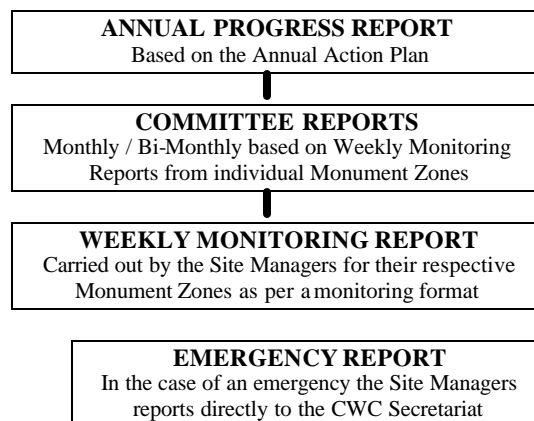 ANNUAL PROGRESS REPORT
Based on the Annual Action Plan
COMMITTEE REPORTS
Monthly / Bi-Monthly based on Weekly Monitoring
Reports from individual Monument Zones
WEEKLY MONITORING REPORT
Carried out by the Site Managers for their respective
Monument Zones as per a monitoring format
EMERGENCY REPORT
In the case of an emergency the Site Managers
reports directly to the CWC Secretariat